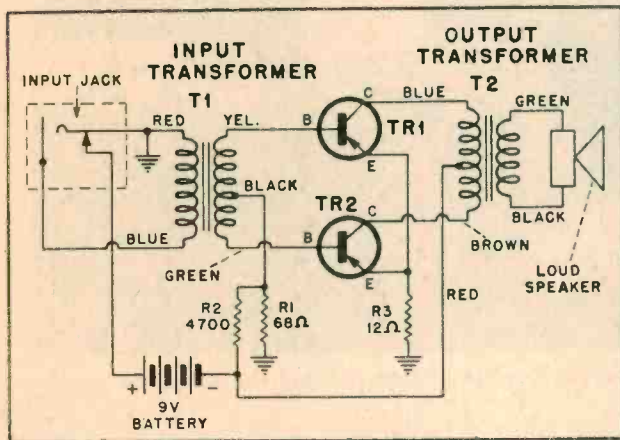 INPUT
TRANSFORMER
T1
OUTPUT
TRANSFORMER
T2
INPUT JACK
RED
YEL.
B
C
E
TR1
BLUE
GREEN
BLACK
TR2
C
B
E
BLUE
GREEN
BROWN
BLACK
LOUD
SPEAKER
RED
R2
4700
R1
68Ω
R3
12Ω
+
-
9V
BATTERY